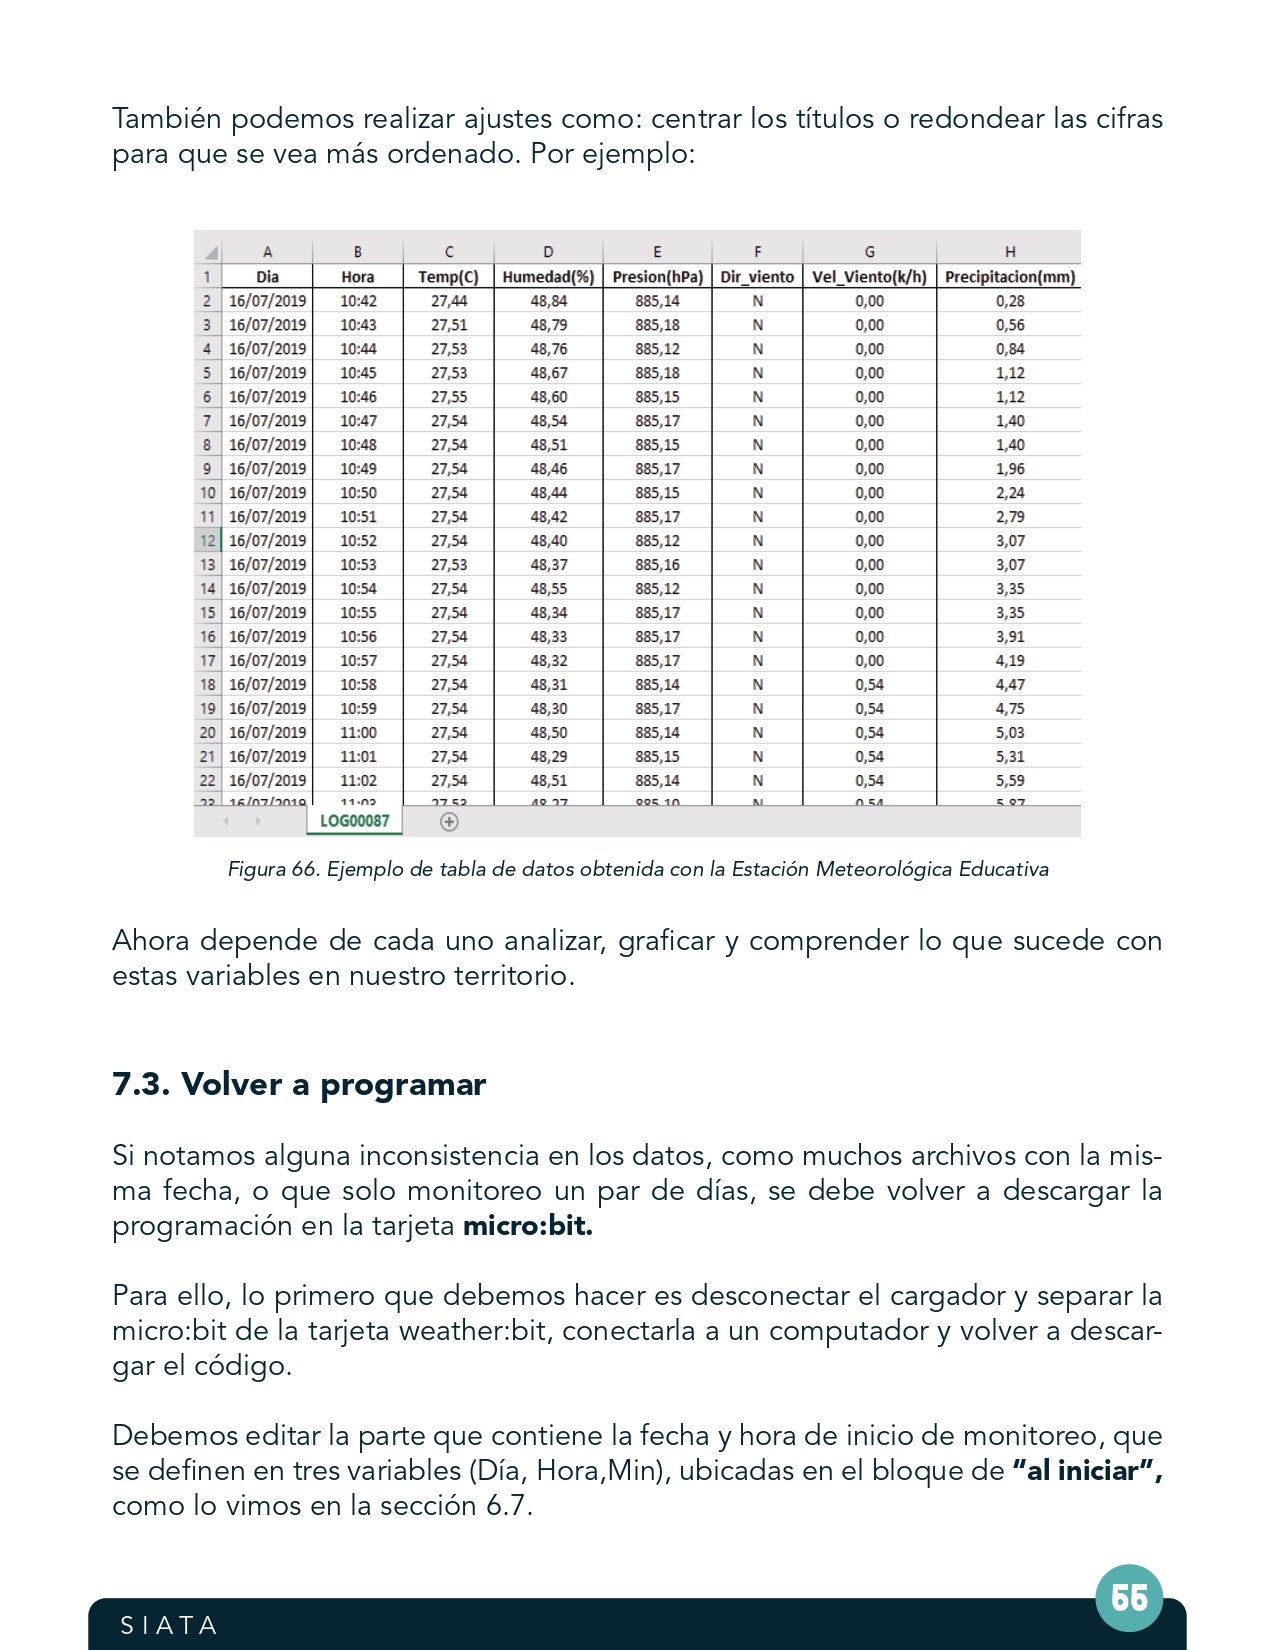 También podemos realizar ajustes como: centrar los títulos o redondear las cifras
para que se vea más ordenado. Por ejemplo:
A B C D E F G H
1 Dia Hora Temp(C) Humedad(%) Presion(hPa) Dir_viento Vel_Viento(k/h) Precipitacion(mm)
2 16/07/2019 10:42 27,44 48,84 885,14 N 0,00 0,28
3 16/07/2019 10:43 27,51 48,79 885,18 N 0,00 0,56
4 16/07/2019 10:44 27,53 48,76 885,12 N 0,00 0,84
5 16/07/2019 10:45 27,53 48,67 885,18 N 0,00 1,12
6 16/07/2019 10:46 27,55 48,60 885,15 N 0,00 1,12
7 16/07/2019 10:47 27,54 48,54 885,17 N 0,00 1,40
8 16/07/2019 10:48 27,54 48,51 885,15 N 0,00 1,40
9 16/07/2019 10:49 27,54 48,46 885,17 N 0,00 1,96
10 16/07/2019 10:50 27,54 48,44 885,15 N 0,00 2,24
11 16/07/2019 10:51 27,54 48,42 885,17 N 0,00 2,79
12 16/07/2019 10:52 27,54 48,40 885,12 N 0,00 3,07
13 16/07/2019 10:53 27,53 48,37 885,16 N 0,00 3,07
14 16/07/2019 10:54 27,54 48,55 885,12 N 0,00 3,35
15 16/07/2019 10:55 27,54 48,34 885,17 N 0,00 3,35
16 16/07/2019 10:56 27,54 48,33 885,17 N 0,00 3,91
17 16/07/2019 10:57 27,54 48,32 885,17 N 0,00 4,19
18 16/07/2019 10:58 27,54 48,31 885,14 N 0,54 4,47
19 16/07/2019 10:59 27,54 48,30 885,17 N 0,54 4,75
20 16/07/2019 11:00 27,54 48,50 885,14 N 0,54 5,03
21 16/07/2019 11:01 27,54 48,29 885,15 N 0,54 5,31
22 16/07/2019 11:02 27,54 48,51 885,14 N 0,54 5,59
23 16/07/2019 11:03 27,53 48,27 885,10 N 0,54 5,87
LOG00087
Figura 66. Ejemplo de tabla de datos obtenida con la Estación Meteorológica Educativa
Ahora depende de cada uno analizar, graficar y comprender lo que sucede con
estas variables en nuestro territorio.
7.3. Volver a programar
Si notamos alguna inconsistencia en los datos, como muchos archivos con la mis-
ma fecha, o que solo monitoreo un par de días, se debe volver a descargar la
programación en la tarjeta micro:bit.
Para ello, lo primero que debemos hacer es desconectar el cargador y separar la
micro:bit de la tarjeta weather:bit, conectarla a un computador y volver a descar-
gar el código.
Debemos editar la parte que contiene la fecha y hora de inicio de monitoreo, que
se definen en tres variables (Día, Hora,Min), ubicadas en el bloque de “al iniciar”,
como lo vimos en la sección 6.7.
SIATA
55